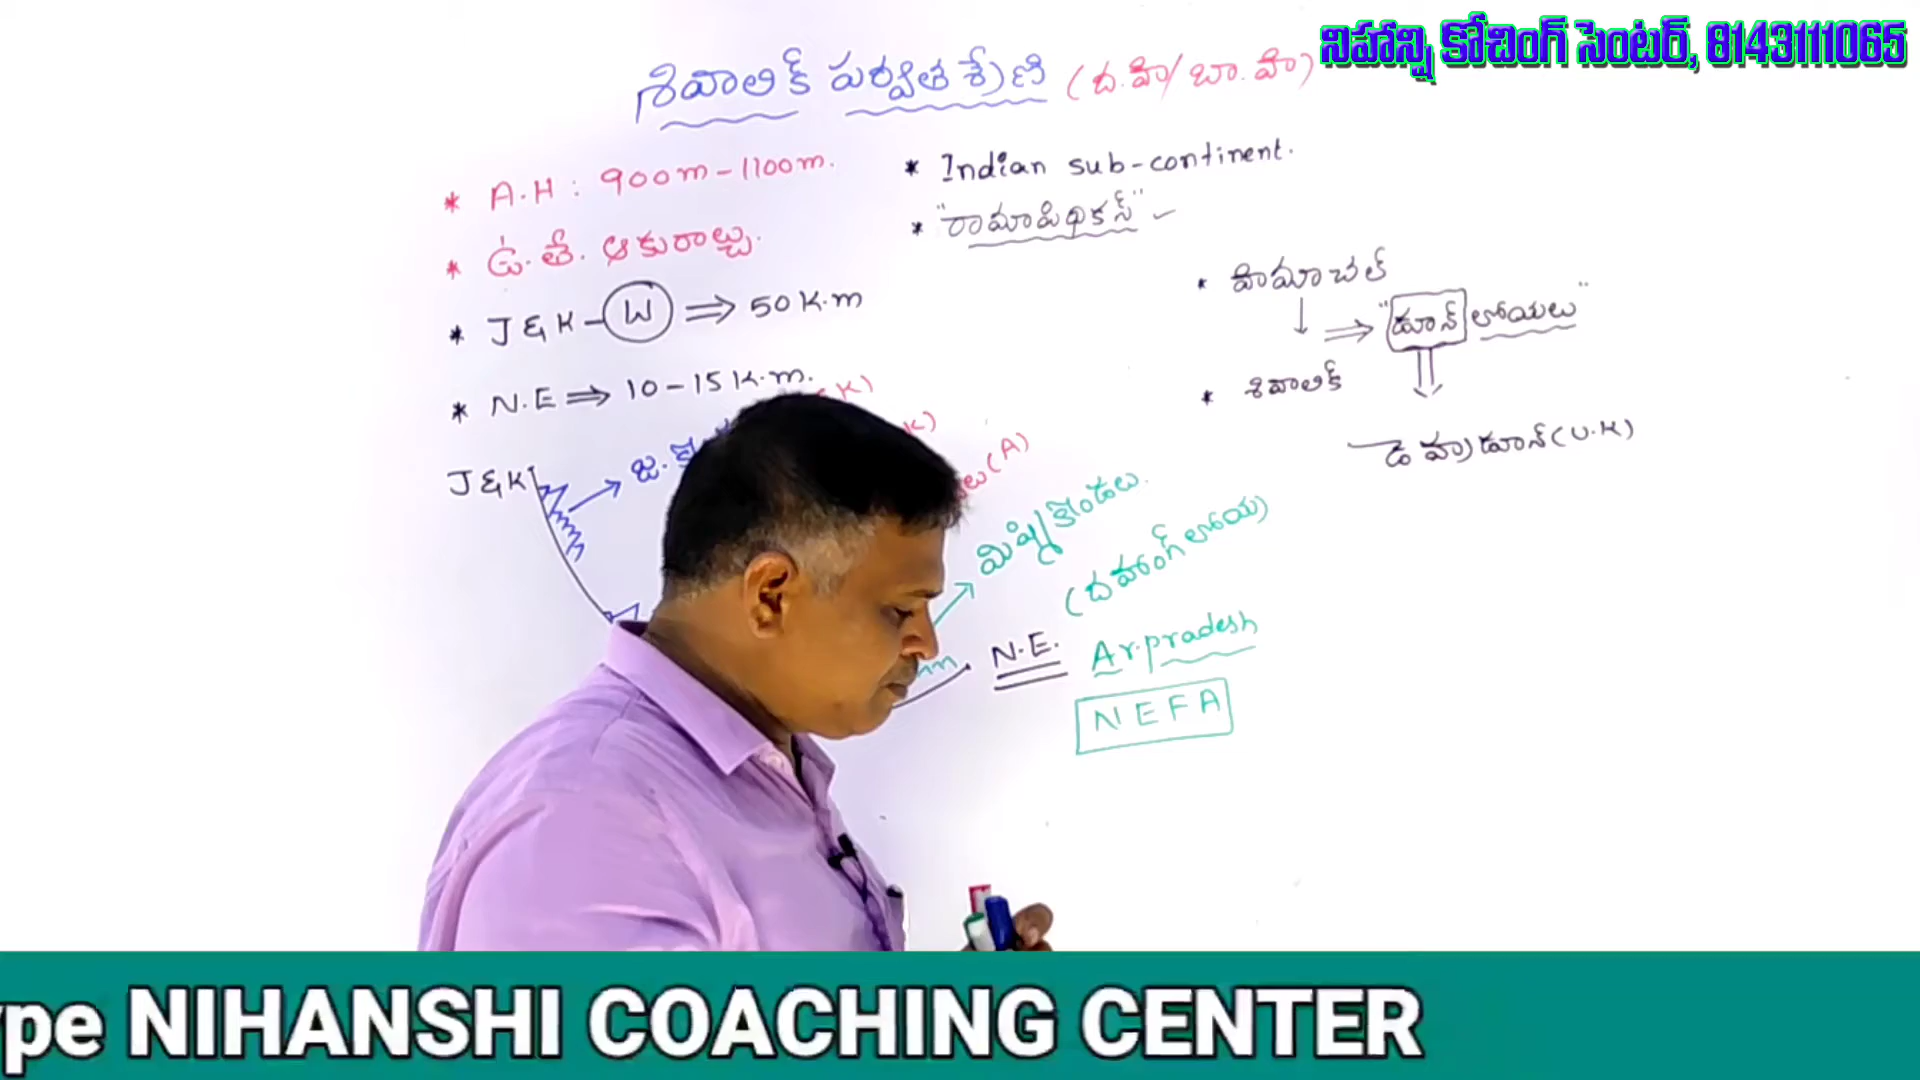 నిహాన్షి కోచింగ్ సెంటర్, 8143111065
శివాలిక్ పర్వత శ్రేణి (ద.హి/బా.హి)
* A.H : 900m-1100m.
* ఉ.తే. ఆకురాల్చు.
* J&K-W ⇒ 50 K.m
* N.E ⇒ 10-15 K.m.
* Indian sub-continent.
* "రామాపిథికస్"
* హిమాచల్
⇒ "డూన్ లోయలు"
* శివాలిక్
డెహ్రాడూన్ (U.K)
J&K
జ.
K)
K)
లు(A)
మిష్మి కొండలు.
(దిహాంగ్ లోయ)
N.E.
Ar.pradesh
NEFA
pe NIHANSHI COACHING CENTER